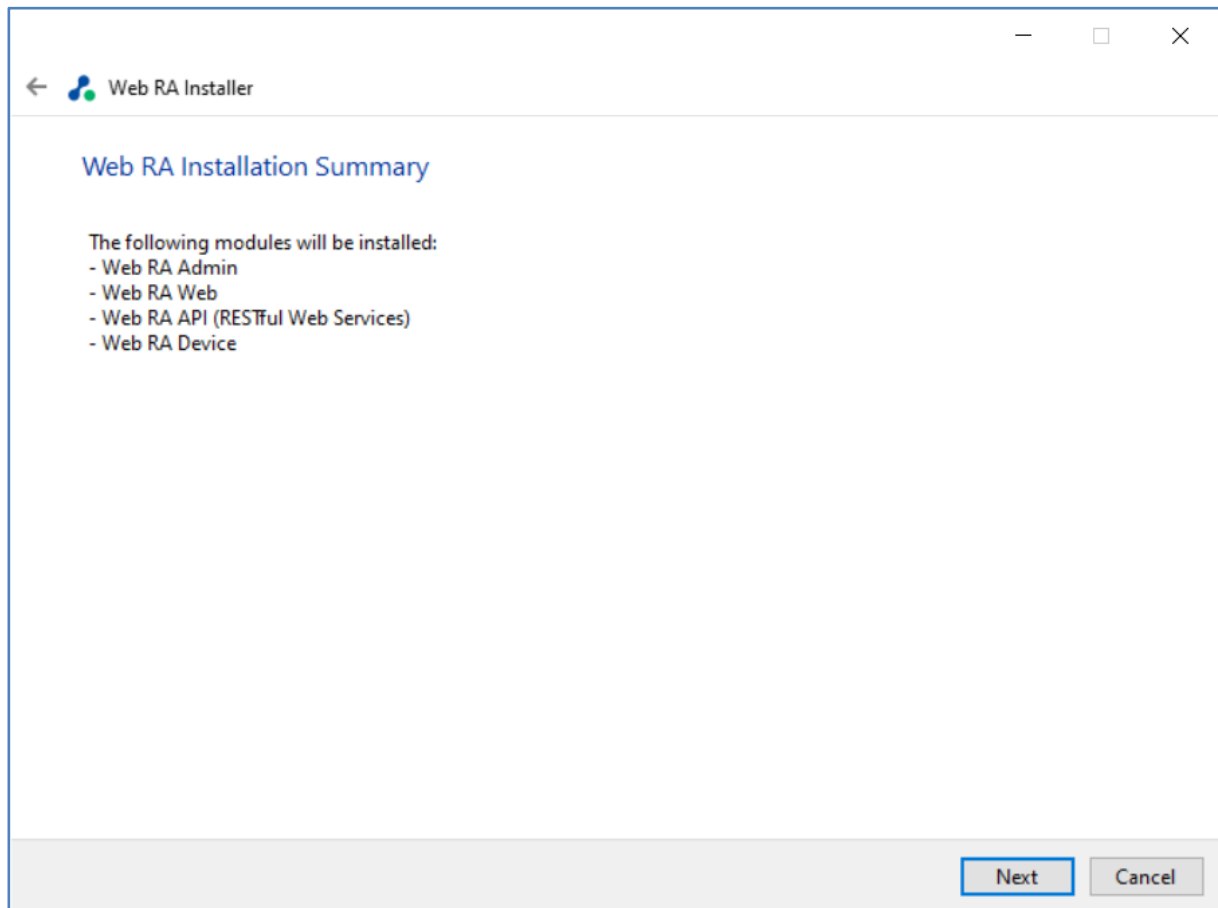 Web RA Installer
Web RA Installation Summary
The following modules will be installed:
- Web RA Admin
- Web RA Web
- Web RA API (RESTful Web Services)
- Web RA Device
Next
Cancel